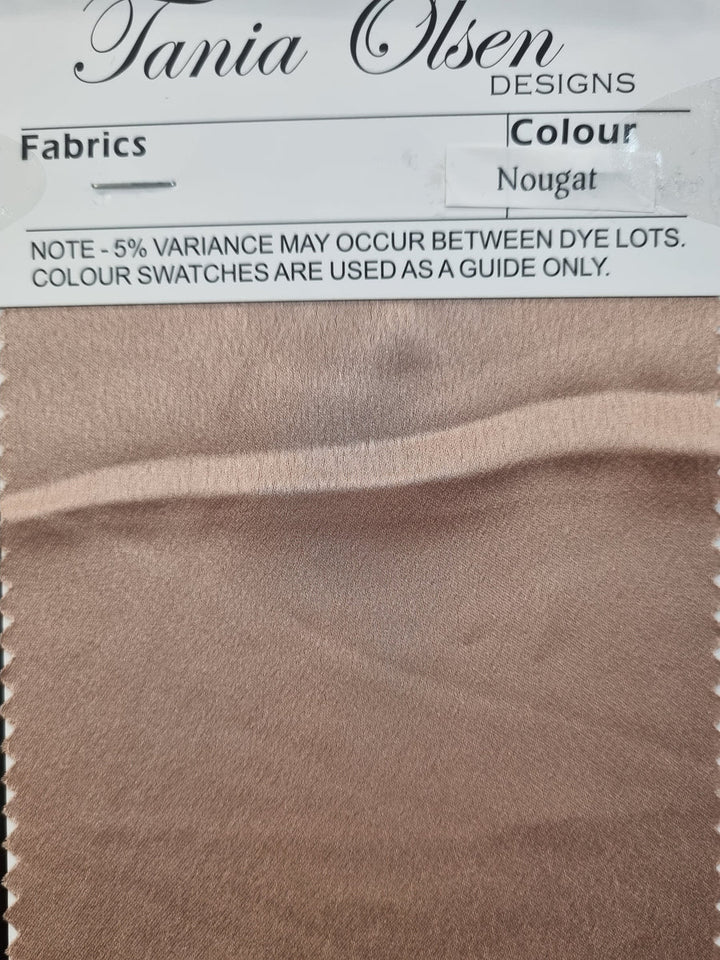 Tania Olsen
DESIGNS
Fabrics
Colour
Nougat
NOTE - 5% VARIANCE MAY OCCUR BETWEEN DYE LOTS.
COLOUR SWATCHES ARE USED AS A GUIDE ONLY.